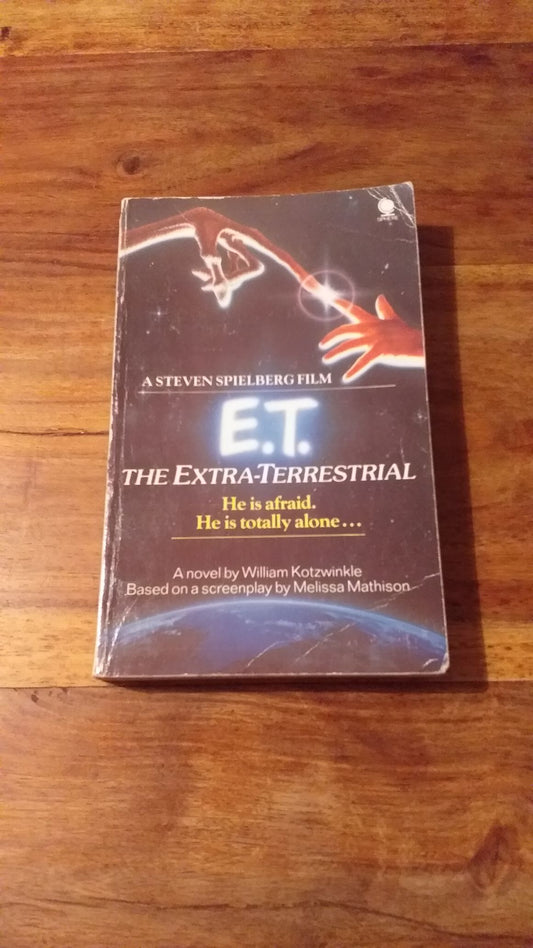 SPHERE
A STEVEN SPIELBERG FILM
E.T.
THE EXTRA-TERRESTRIAL
He is afraid.
He is totally alone...
A novel by William Kotzwinkle
Based on a screenplay by Melissa Mathison